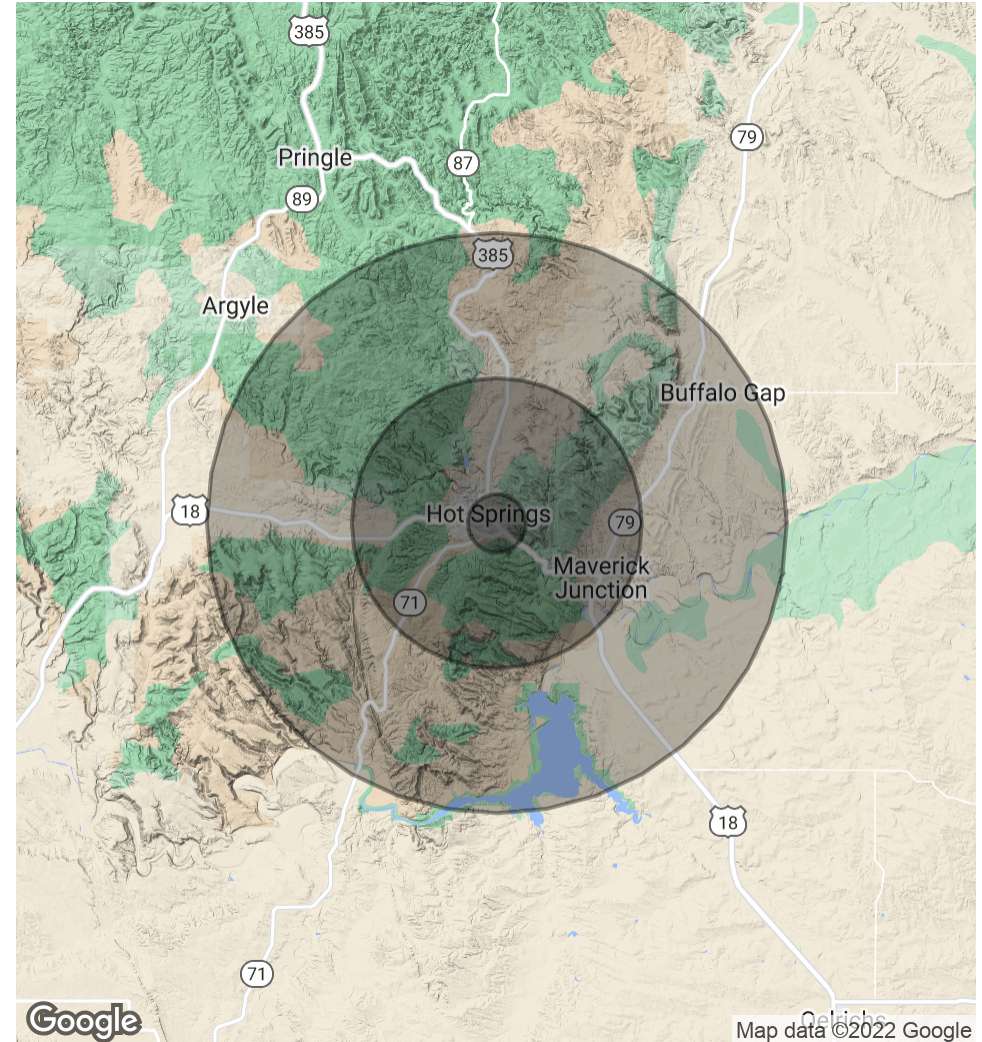 385
79
Pringle
87
89
385
Argyle
Buffalo Gap
18
Hot Springs
79
Maverick
Junction
71
18
71
Oelrichs
Google
Map data ©2022 Google